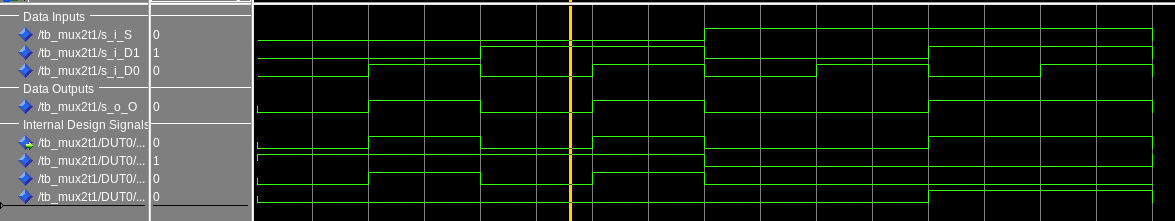 Data Inputs
/tb_mux2t1/s_i_S 0
/tb_mux2t1/s_i_D1 1
/tb_mux2t1/s_i_D0 0
Data Outputs
/tb_mux2t1/s_o_O 0
Internal Design Signals
/tb_mux2t1/DUT0/... 0
/tb_mux2t1/DUT0/... 1
/tb_mux2t1/DUT0/... 0
/tb_mux2t1/DUT0/... 0